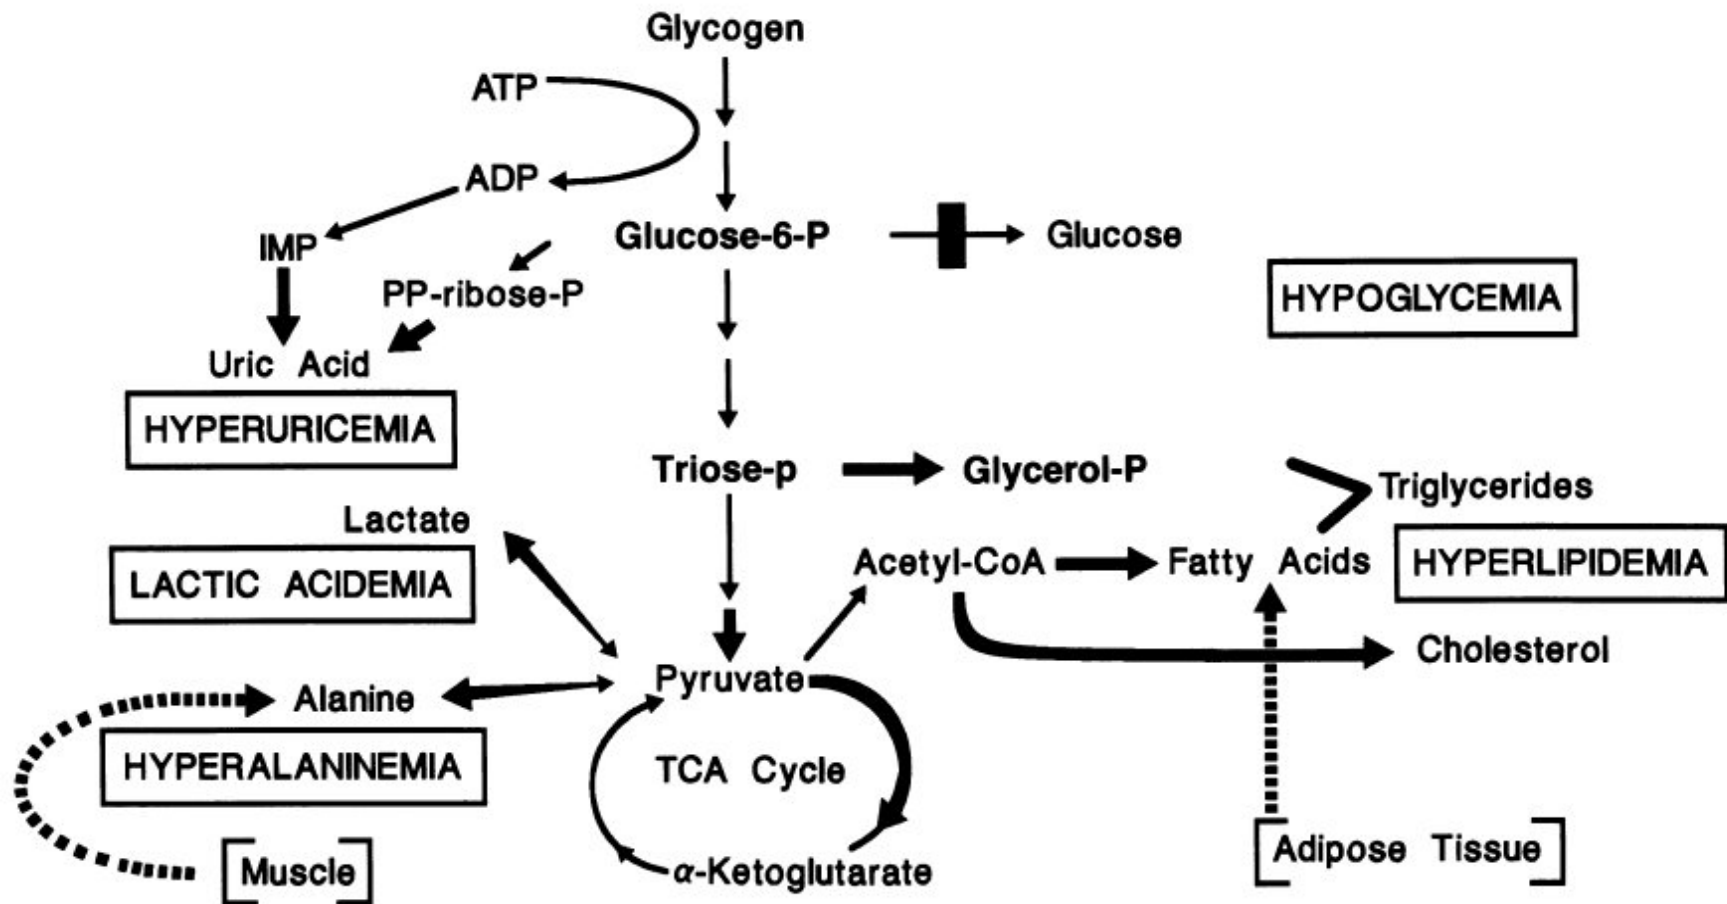 Glycogen
ATP
ADP
IMP
Glucose-6-P
Glucose
PP-ribose-P
HYPOGLYCEMIA
Uric Acid
HYPERURICEMIA
Triose-p
Glycerol-P
Triglycerides
Lactate
LACTIC ACIDEMIA
Acetyl-CoA
Fatty Acids
HYPERLIPIDEMIA
Cholesterol
Pyruvate
Alanine
HYPERALANINEMIA
TCA Cycle
[Muscle]
α-Ketoglutarate
[Adipose Tissue]